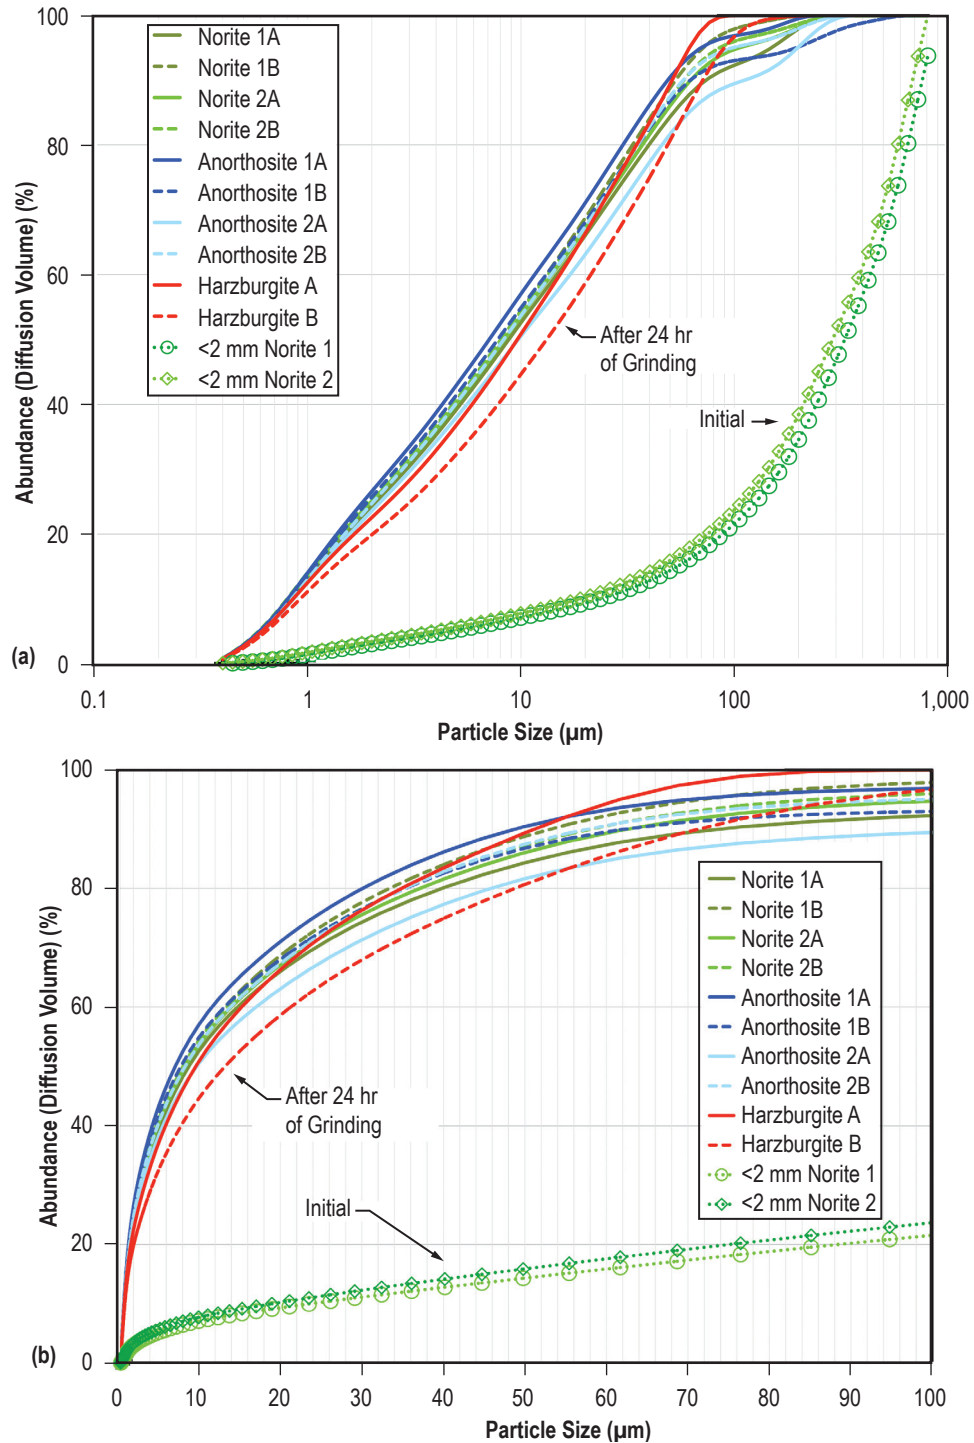 100
80
60
40
20
0
Abundance (Diffusion Volume) (%)
Norite 1A
Norite 1B
Norite 2A
Norite 2B
Anorthosite 1A
Anorthosite 1B
Anorthosite 2A
Anorthosite 2B
Harzburgite A
Harzburgite B
<2 mm Norite 1
<2 mm Norite 2
After 24 hr
of Grinding
Initial
(a)
0.1
1
10
100
1,000
Particle Size (µm)
100
80
60
40
20
0
Abundance (Diffusion Volume) (%)
Norite 1A
Norite 1B
Norite 2A
Norite 2B
Anorthosite 1A
Anorthosite 1B
Anorthosite 2A
Anorthosite 2B
Harzburgite A
Harzburgite B
<2 mm Norite 1
<2 mm Norite 2
After 24 hr
of Grinding
Initial
(b)
0
10
20
30
40
50
60
70
80
90
100
Particle Size (µm)